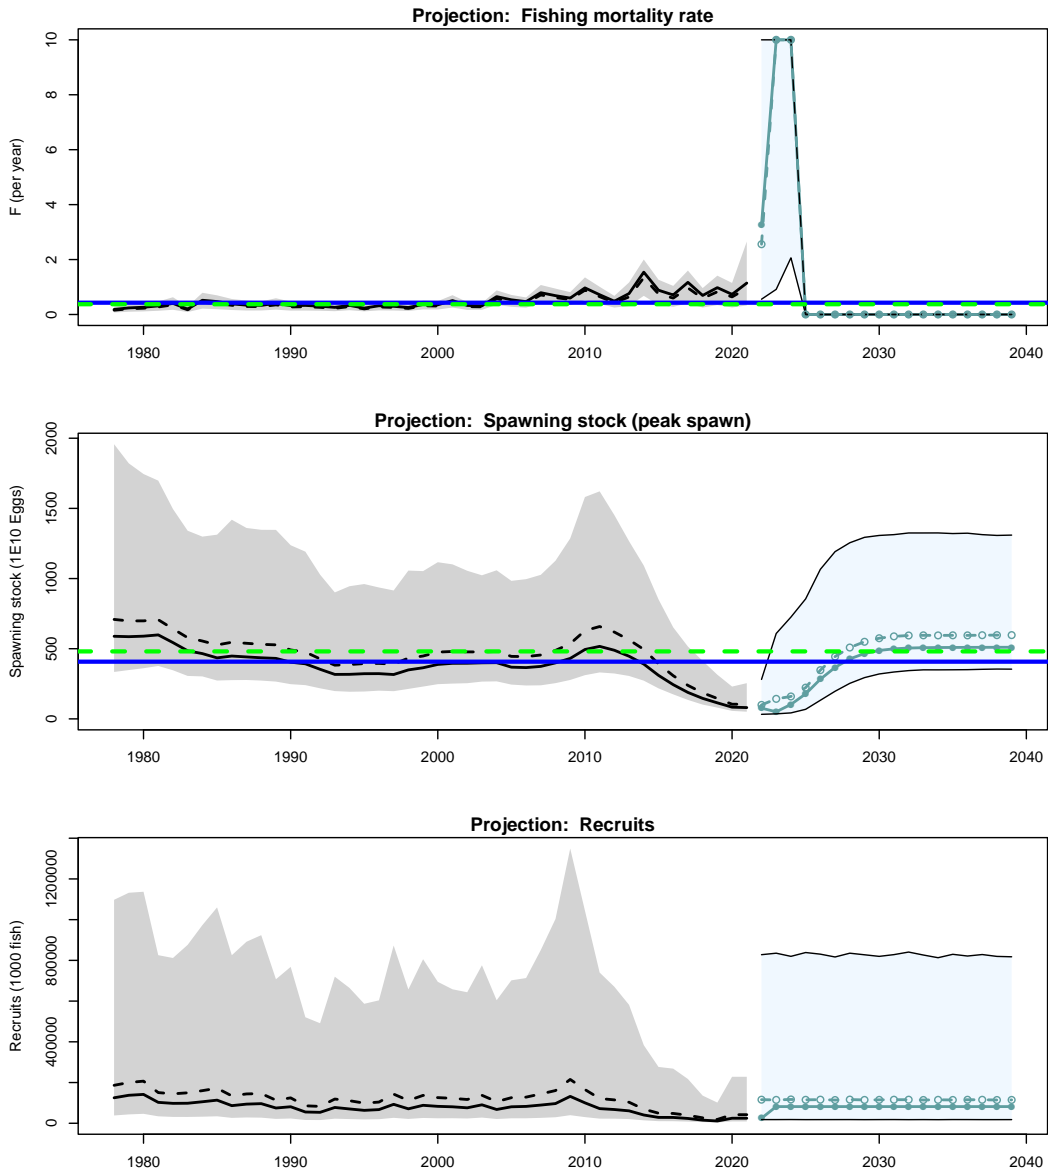 Projection: Fishing mortality rate
F (per year)
10
8
6
4
2
0
1980 1990 2000 2010 2020 2030 2040
Projection: Spawning stock (peak spawn)
Spawning stock (1E10 Eggs)
2000
1500
1000
500
0
1980 1990 2000 2010 2020 2030 2040
Projection: Recruits
Recruits (1000 fish)
1200000
800000
400000
0
1980 1990 2000 2010 2020 2030 2040